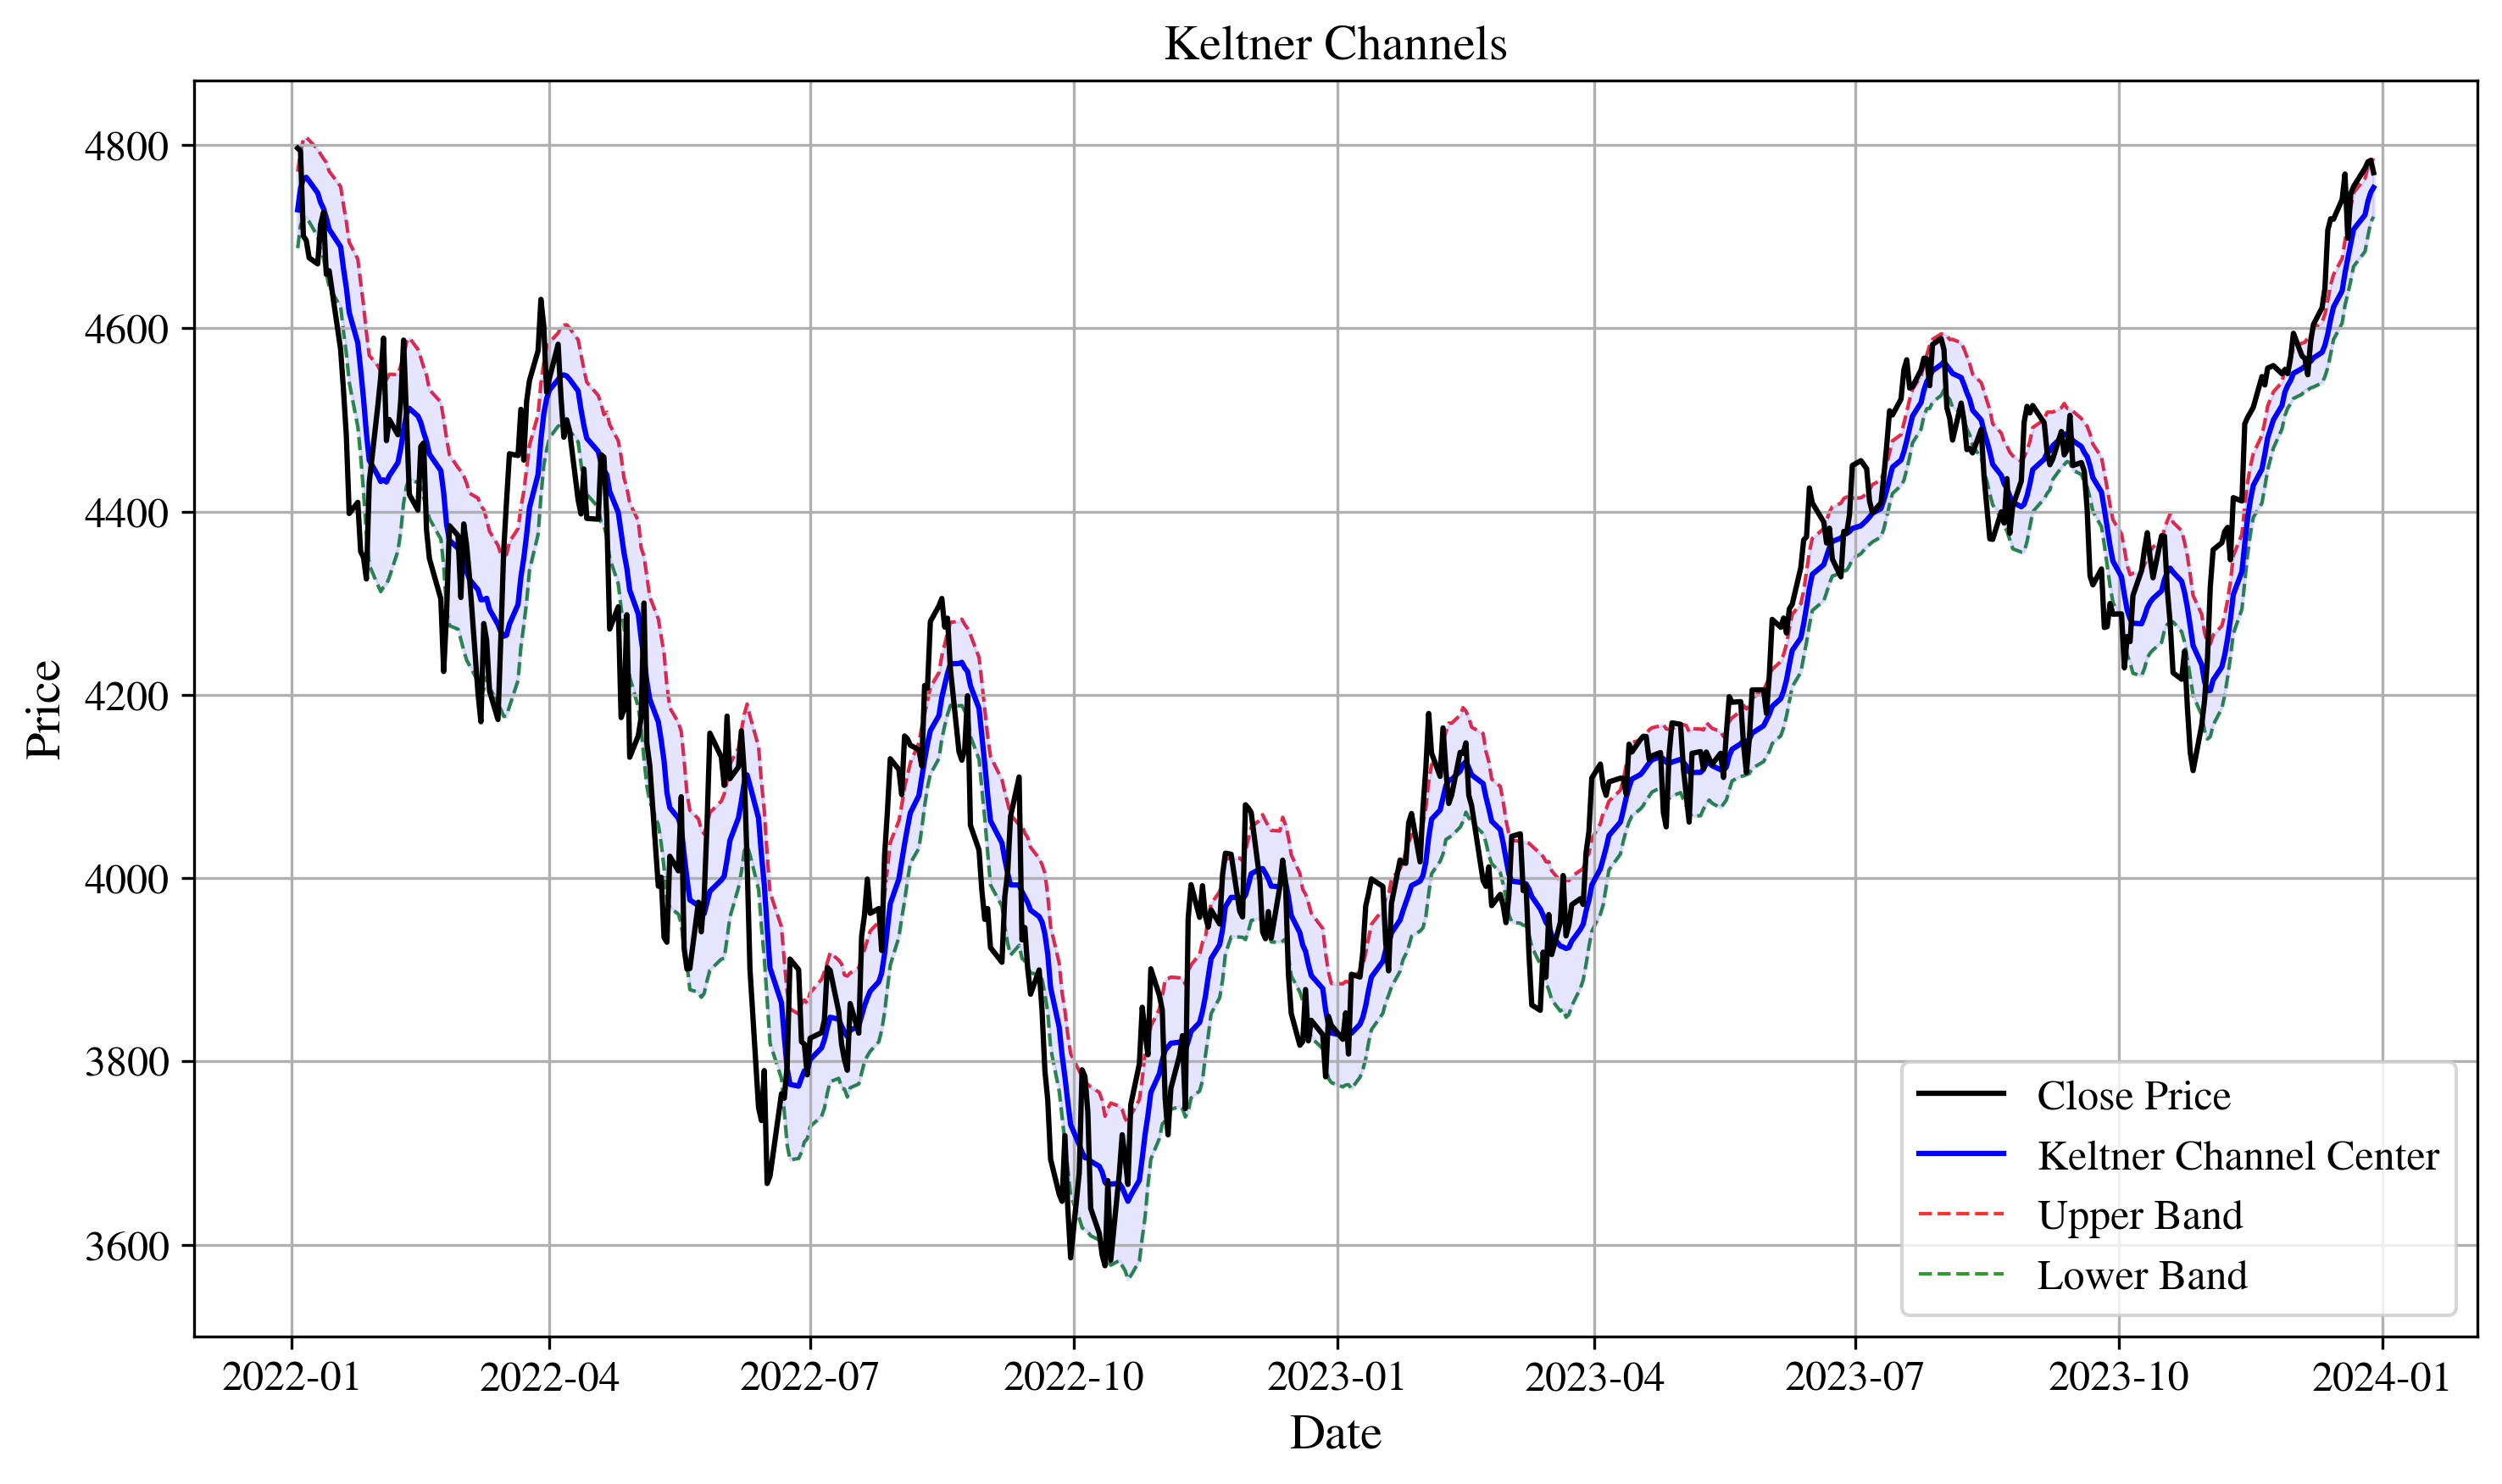 Keltner Channels
4800
4600
4400
4200
4000
3800
3600
Price
2022-01
2022-04
2022-07
2022-10
2023-01
2023-04
2023-07
2023-10
2024-01
Date
Close Price
Keltner Channel Center
Upper Band
Lower Band